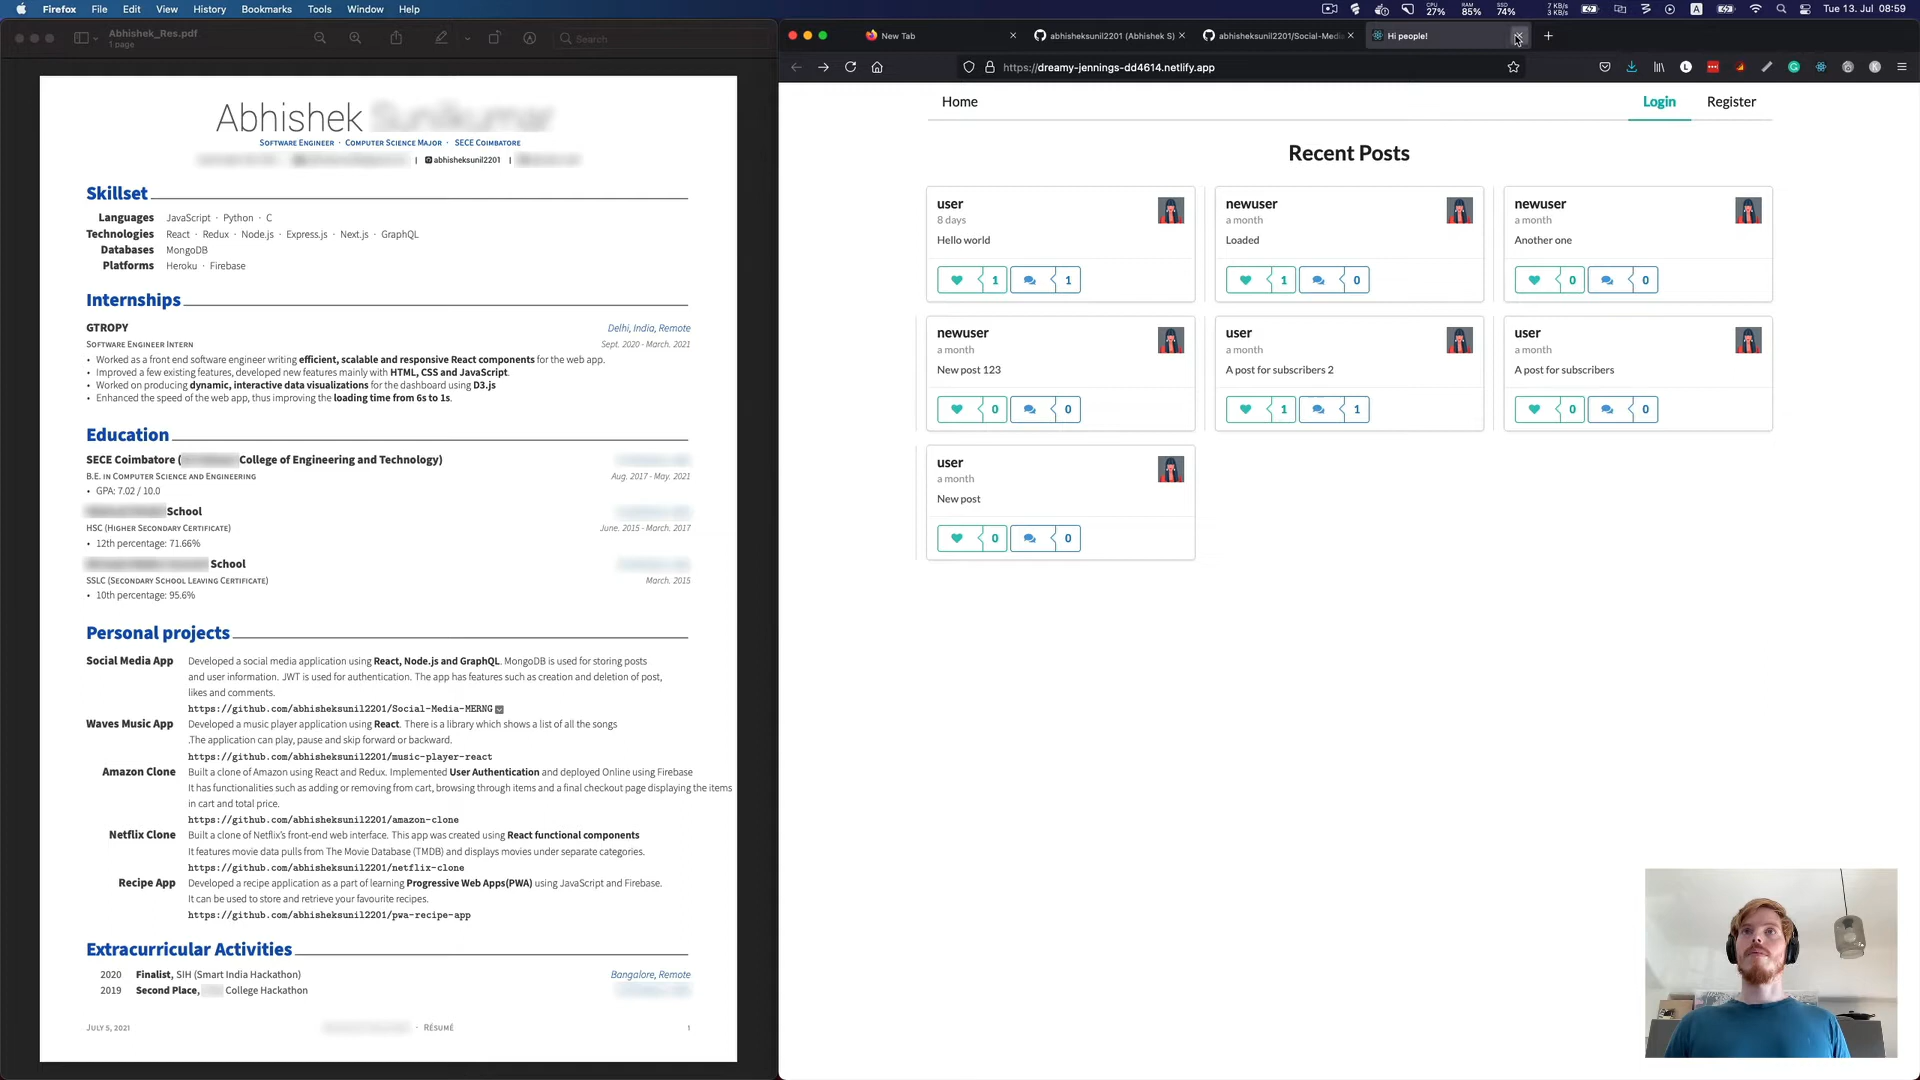 Firefox File Edit View History Bookmarks Tools Window Help
CPU 27% RAM 85% SSD 74% 7 KB/s 3 KB/s A Tue 13. Jul 08:59
Abhishek_Res.pdf
1 page
Search
New Tab
abhisheksunil2201 (Abhishek S)
abhisheksunil2201/Social-Media
Hi people!
https://dreamy-jennings-dd4614.netlify.app
Abhishek
Software Engineer · Computer Science Major · SECE Coimbatore
| abhisheksunil2201 |
Skillset
Languages JavaScript · Python · C
Technologies React · Redux · Node.js · Express.js · Next.js · GraphQL
Databases MongoDB
Platforms Heroku · Firebase
Internships
GTROPY Delhi, India, Remote
Software Engineer Intern Sept. 2020 - March. 2021
• Worked as a front end software engineer writing efficient, scalable and responsive React components for the web app.
• Improved a few existing features, developed new features mainly with HTML, CSS and JavaScript.
• Worked on producing dynamic, interactive data visualizations for the dashboard using D3.js
• Enhanced the speed of the web app, thus improving the loading time from 6s to 1s.
Education
SECE Coimbatore ( College of Engineering and Technology)
B.E. in Computer Science and Engineering Aug. 2017 - May. 2021
• GPA: 7.02 / 10.0
School
HSC (Higher Secondary Certificate) June. 2015 - March. 2017
• 12th percentage: 71.66%
School
SSLC (Secondary School Leaving Certificate) March. 2015
• 10th percentage: 95.6%
Personal projects
Social Media App Developed a social media application using React, Node.js and GraphQL. MongoDB is used for storing posts
and user information. JWT is used for authentication. The app has features such as creation and deletion of post,
likes and comments.
https://github.com/abhisheksunil2201/Social-Media-MERNG
Waves Music App Developed a music player application using React. There is a library which shows a list of all the songs
.The application can play, pause and skip forward or backward.
https://github.com/abhisheksunil2201/music-player-react
Amazon Clone Built a clone of Amazon using React and Redux. Implemented User Authentication and deployed Online using Firebase
It has functionalities such as adding or removing from cart, browsing through items and a final checkout page displaying the items
in cart and total price.
https://github.com/abhisheksunil2201/amazon-clone
Netflix Clone Built a clone of Netflix's front-end web interface. This app was created using React functional components
It features movie data pulls from The Movie Database (TMDB) and displays movies under separate categories.
https://github.com/abhisheksunil2201/netflix-clone
Recipe App Developed a recipe application as a part of learning Progressive Web Apps(PWA) using JavaScript and Firebase.
It can be used to store and retrieve your favourite recipes.
https://github.com/abhisheksunil2201/pwa-recipe-app
Extracurricular Activities
2020 Finalist, SIH (Smart India Hackathon) Bangalore, Remote
2019 Second Place, College Hackathon
July 5, 2021 · Résumé 1
Home Login Register
Recent Posts
user
8 days
Hello world
1 1
newuser
a month
Loaded
1 0
newuser
a month
Another one
0 0
newuser
a month
New post 123
0 0
user
a month
A post for subscribers 2
1 1
user
a month
A post for subscribers
0 0
user
a month
New post
0 0